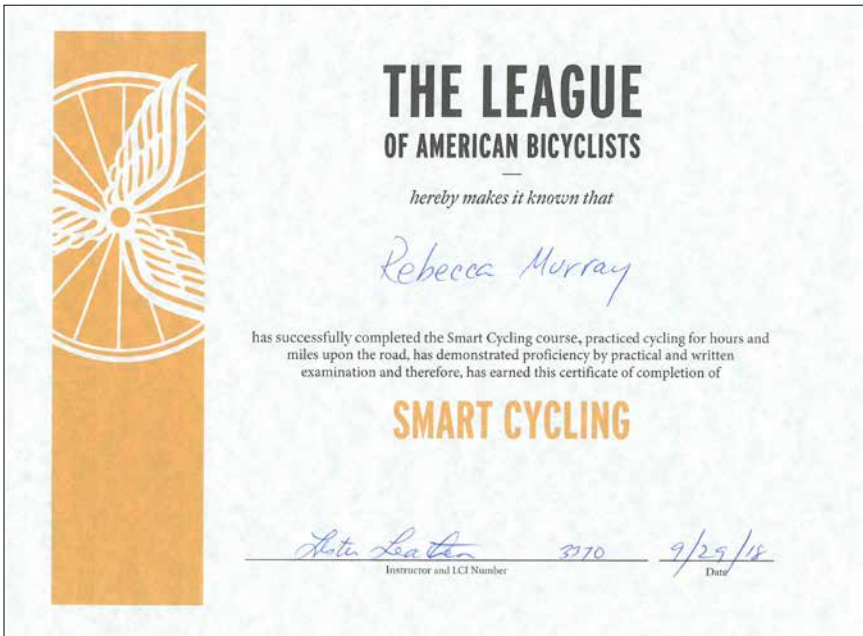 THE LEAGUE
OF AMERICAN BICYCLISTS
hereby makes it known that
Rebecca Murray
has successfully completed the Smart Cycling course, practiced cycling for hours and
miles upon the road, has demonstrated proficiency by practical and written
examination and therefore, has earned this certificate of completion of
SMART CYCLING
3370 9/29/18
Instructor and LCI Number Date